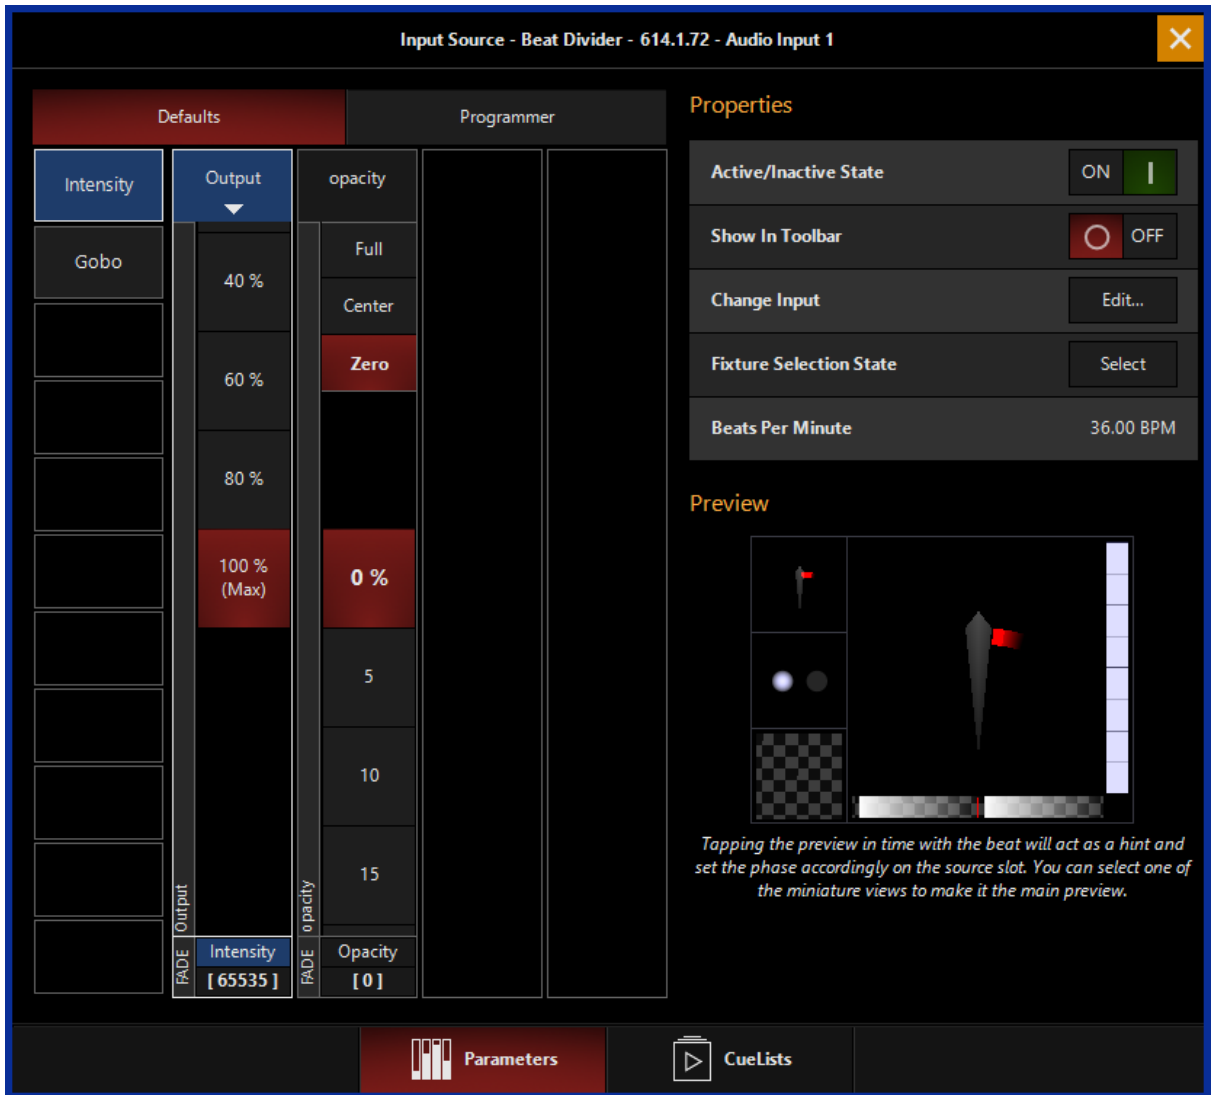 Input Source - Beat Divider - 614.1.72 - Audio Input 1
Defaults
Programmer
Intensity
Gobo
Output
40 %
60 %
80 %
100 %
(Max)
Output
FADE
Intensity
[ 65535 ]
opacity
Full
Center
Zero
0 %
5
10
15
opacity
FADE
Opacity
[ 0 ]
Properties
Active/Inactive State
ON
Show In Toolbar
OFF
Change Input
Edit...
Fixture Selection State
Select
Beats Per Minute
36.00 BPM
Preview
Tapping the preview in time with the beat will act as a hint and
set the phase accordingly on the source slot. You can select one of
the miniature views to make it the main preview.
Parameters
CueLists